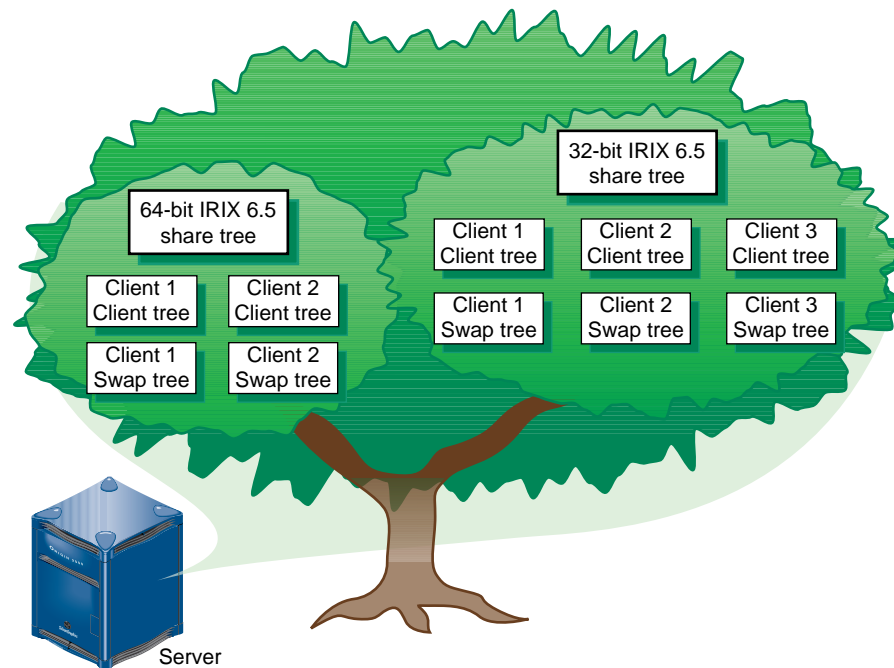 32-bit IRIX 6.5
share tree
64-bit IRIX 6.5
share tree
Client 1
Client tree
Client 2
Client tree
Client 3
Client tree
Client 1
Client tree
Client 2
Client tree
Client 1
Swap tree
Client 2
Swap tree
Client 3
Swap tree
Client 1
Swap tree
Client 2
Swap tree
Server